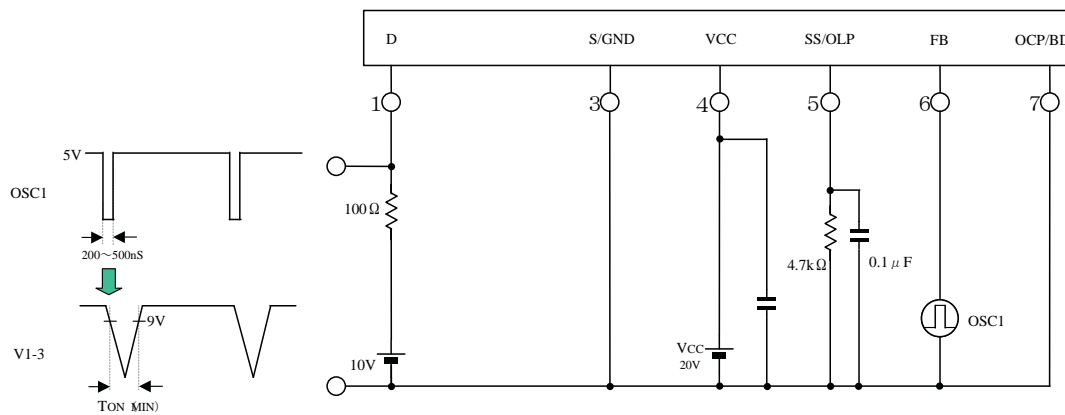 D S/GND VCC SS/OLP FB OCP/BD
1 3 4 5 6 7
5V
OSC1
200～500nS
100Ω
4.7kΩ
0.1μF
9V
OSC1
V1-3
10V
VCC
20V
TON (MIN)